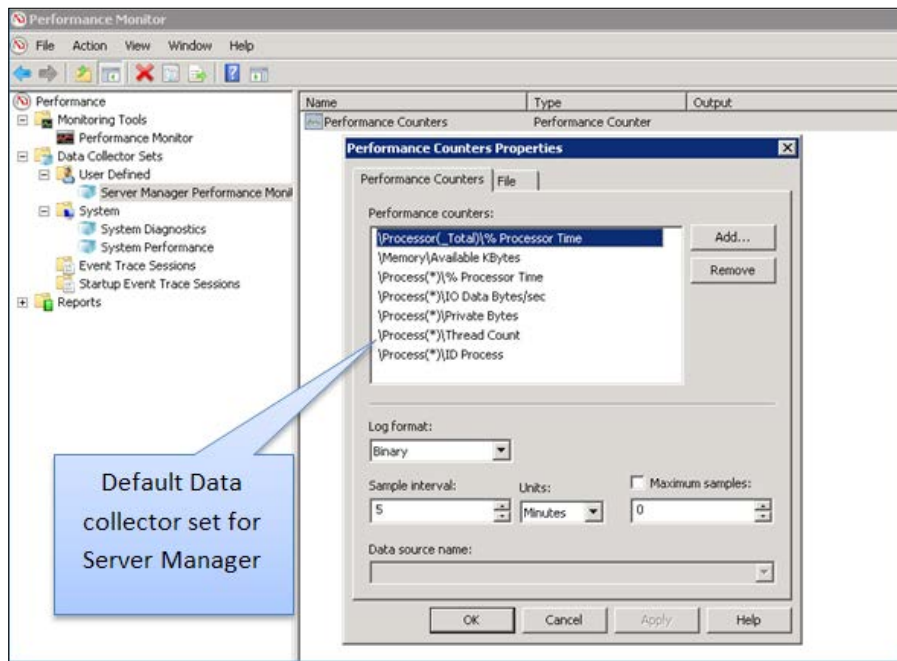 Performance Monitor
File Action View Window Help
Performance
Monitoring Tools
Performance Monitor
Data Collector Sets
User Defined
Server Manager Performance Monit
System
System Diagnostics
System Performance
Event Trace Sessions
Startup Event Trace Sessions
Reports
Name Type Output
Performance Counters Performance Counter
Performance Counters Properties
Performance Counters File
Performance counters:
\Processor(_Total)\% Processor Time
\Memory\Available KBytes
\Process(*)\% Processor Time
\Process(*)\IO Data Bytes/sec
\Process(*)\Private Bytes
\Process(*)\Thread Count
\Process(*)\ID Process
Add...
Remove
Log format:
Binary
Sample interval: Units: Maximum samples:
5 Minutes 0
Data source name:
OK Cancel Apply Help
Default Data
collector set for
Server Manager